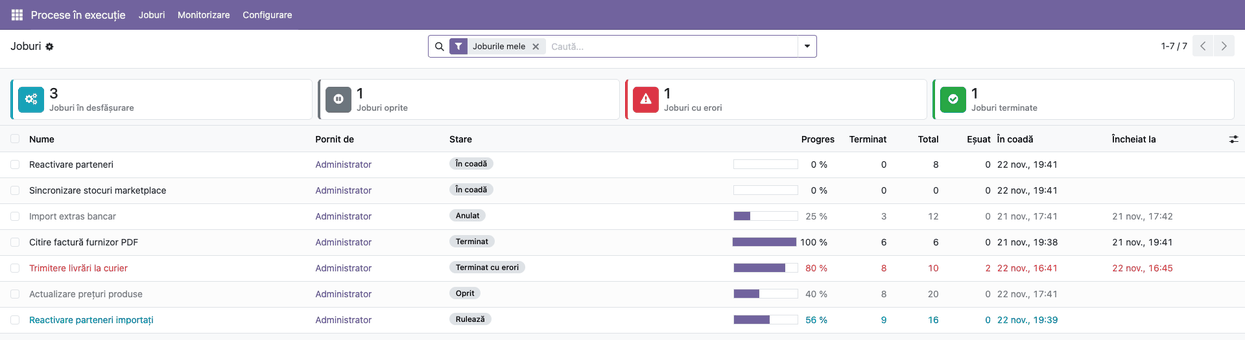 Procese în execuție Joburi Monitorizare Configurare
Joburi Joburile mele Caută... 1-7 / 7
3 1 1 1
Joburi în desfășurare Joburi oprite Joburi cu erori Joburi terminate
Nume Pornit de Stare Progres Terminat Total Eșuat În coadă Încheiat la
Reactivare parteneri Administrator În coadă 0 % 0 8 0 22 nov., 19:41
Sincronizare stocuri marketplace Administrator În coadă 0 % 0 0 0 22 nov., 19:41
Import extras bancar Administrator Anulat 25 % 3 12 0 21 nov., 17:41 21 nov., 17:42
Citire factură furnizor PDF Administrator Terminat 100 % 6 6 0 21 nov., 19:38 21 nov., 19:41
Trimitere livrări la curier Administrator Terminat cu erori 80 % 8 10 2 22 nov., 16:41 22 nov., 16:45
Actualizare prețuri produse Administrator Oprit 40 % 8 20 0 22 nov., 17:41
Reactivare parteneri importați Administrator Rulează 56 % 9 16 0 22 nov., 19:39